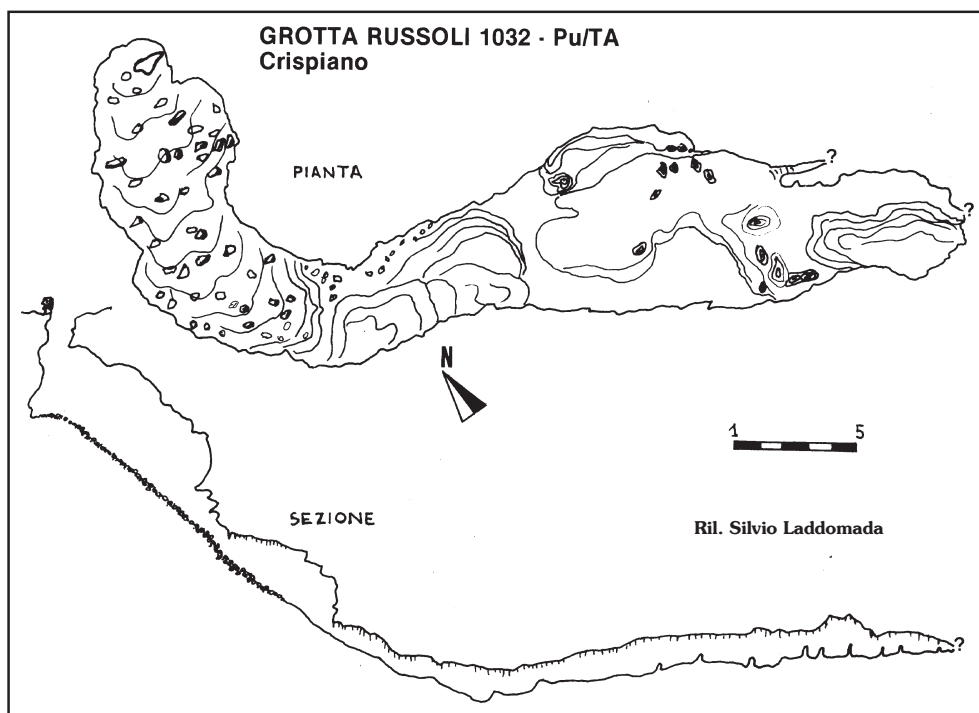 GROTTA RUSSOLI 1032 - Pu/TA
Crispiano
PIANTA
?
?
N
1 5
SEZIONE
Ril. Silvio Laddomada
?